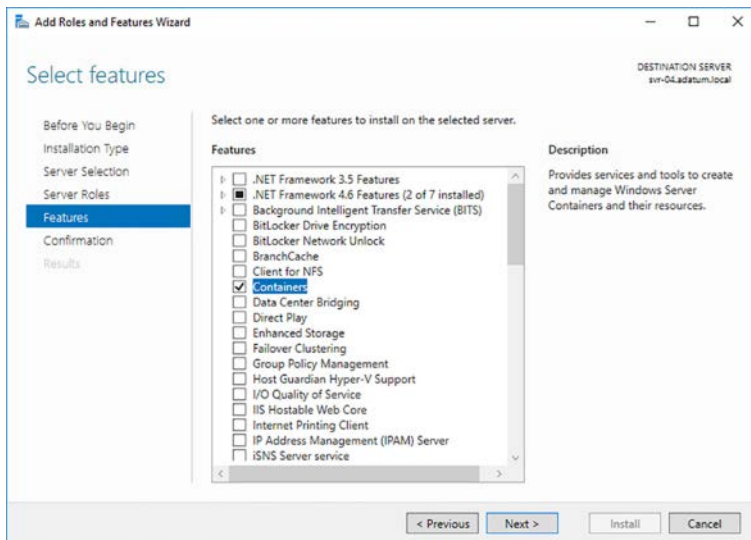 Add Roles and Features Wizard
Select features
DESTINATION SERVER
svr-04.adatum.local
Before You Begin
Installation Type
Server Selection
Server Roles
Features
Confirmation
Results
Select one or more features to install on the selected server.
Features
.NET Framework 3.5 Features
.NET Framework 4.6 Features (2 of 7 installed)
Background Intelligent Transfer Service (BITS)
BitLocker Drive Encryption
BitLocker Network Unlock
BranchCache
Client for NFS
Containers
Data Center Bridging
Direct Play
Enhanced Storage
Failover Clustering
Group Policy Management
Host Guardian Hyper-V Support
I/O Quality of Service
IIS Hostable Web Core
Internet Printing Client
IP Address Management (IPAM) Server
iSNS Server service
Description
Provides services and tools to create
and manage Windows Server
Containers and their resources.
< Previous
Next >
Install
Cancel